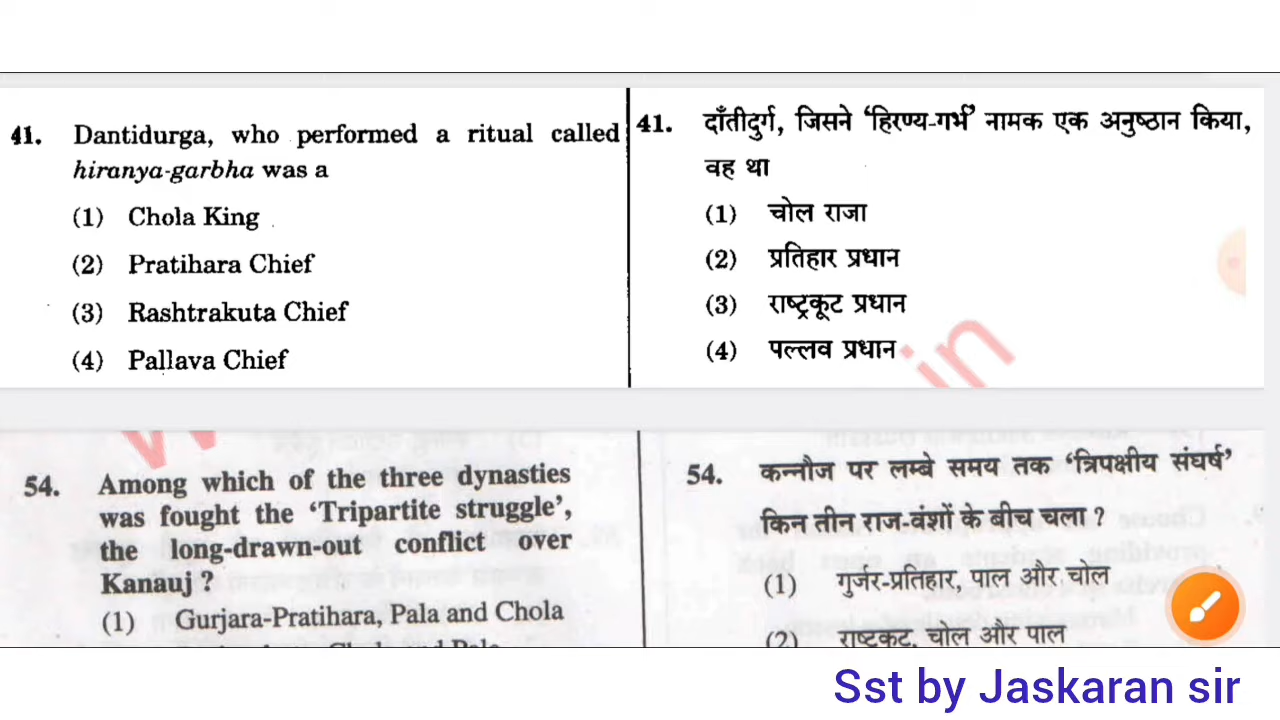 41. Dantidurga, who performed a ritual called
hiranya-garbha was a
(1) Chola King
(2) Pratihara Chief
(3) Rashtrakuta Chief
(4) Pallava Chief
41. दाँतीदुर्ग, जिसने ‘हिरण्य-गर्भ’ नामक एक अनुष्ठान किया,
वह था
(1) चोल राजा
(2) प्रतिहार प्रधान
(3) राष्ट्रकूट प्रधान
(4) पल्लव प्रधान
in
54. Among which of the three dynasties
was fought the ‘Tripartite struggle’,
the long-drawn-out conflict over
Kanauj ?
(1) Gurjara-Pratihara, Pala and Chola
54. कन्नौज पर लम्बे समय तक ‘त्रिपक्षीय संघर्ष’
किन तीन राज-वंशों के बीच चला ?
(1) गुर्जर-प्रतिहार, पाल और चोल
(2) राष्टकट, चोल और पाल
Sst by Jaskaran sir